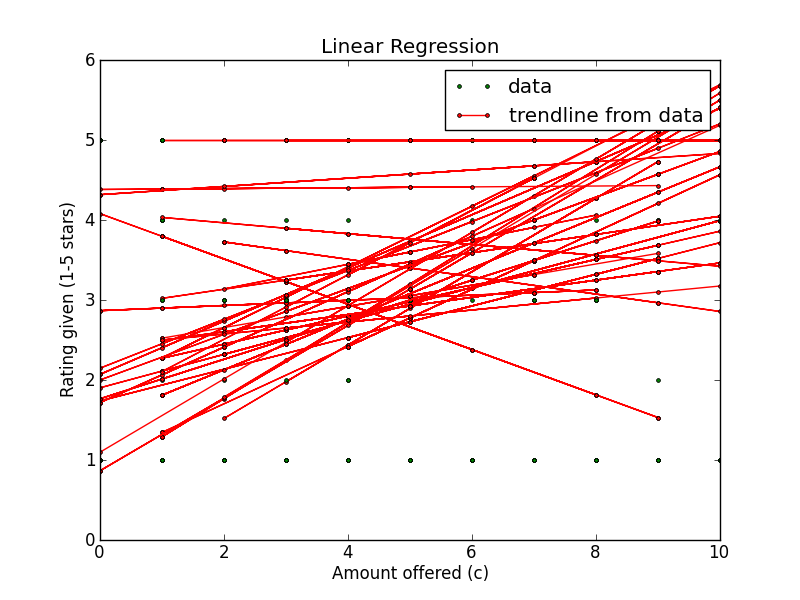 Linear Regression
data
trendline from data
Rating given (1-5 stars)
6
5
4
3
2
1
0
0 2 4 6 8 10
Amount offered (c)